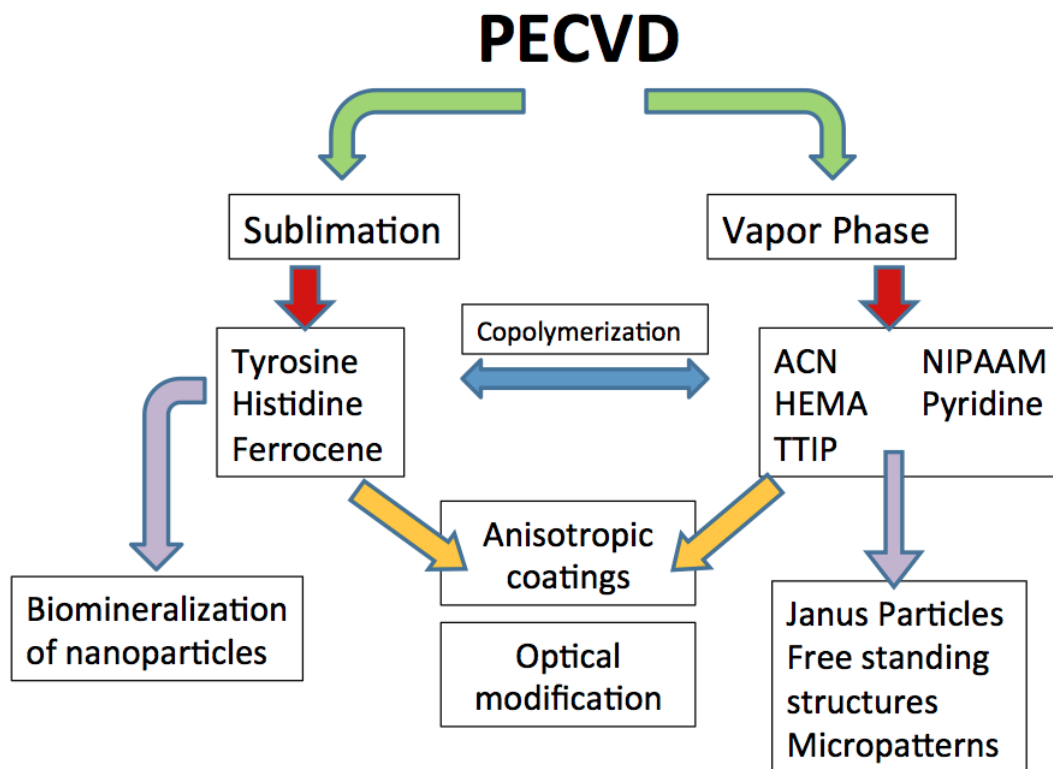 PECVD
Sublimation
Vapor Phase
Copolymerization
Tyrosine
Histidine
Ferrocene
ACN NIPAAM
HEMA Pyridine
TTIP
Anisotropic
coatings
Biomineralization
of nanoparticles
Optical
modification
Janus Particles
Free standing
structures
Micropatterns